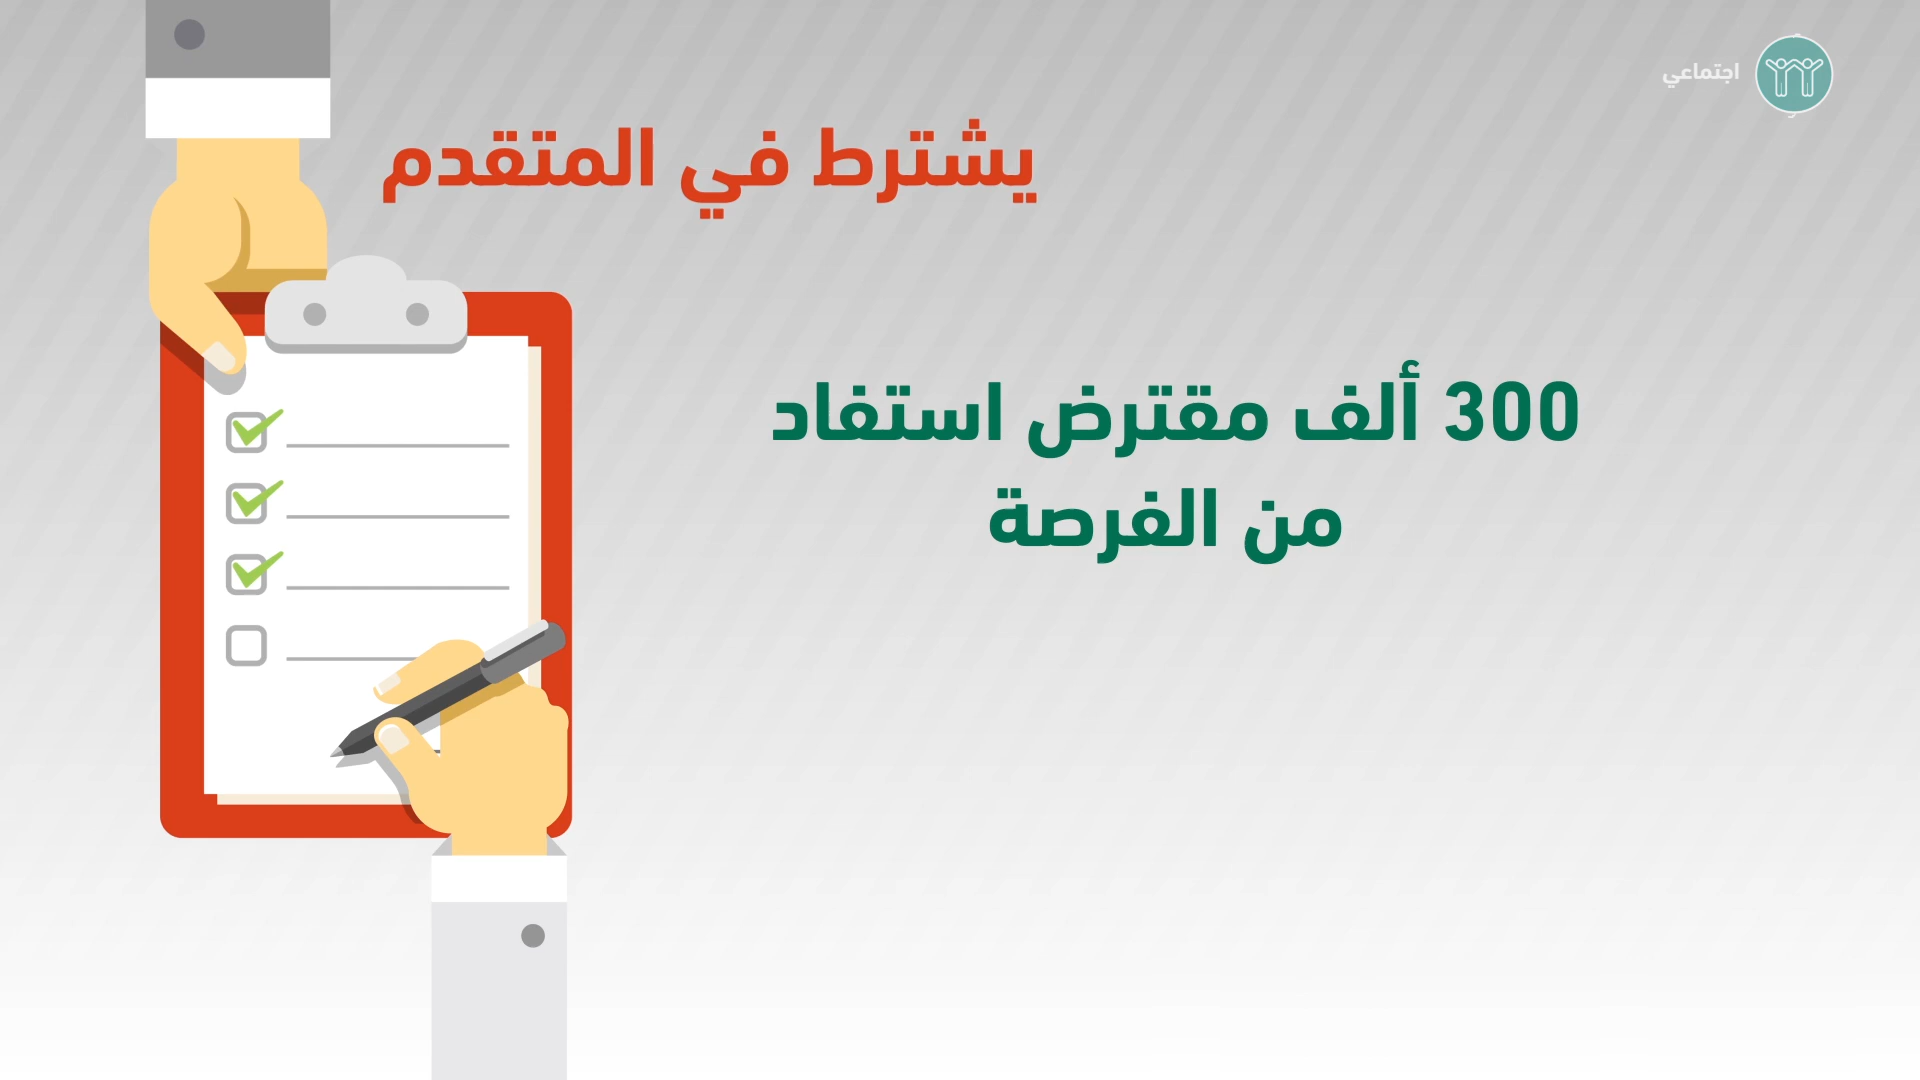 اجتماعي
يشترط في المتقدم
300 ألف مقترض استفاد
من الفرصة